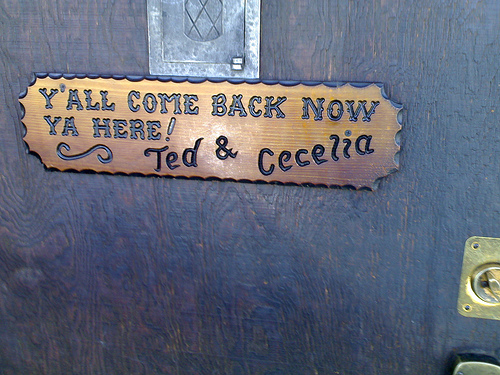 Y'ALL COME BACK NOW
YA HERE!
Ted & Cecelia